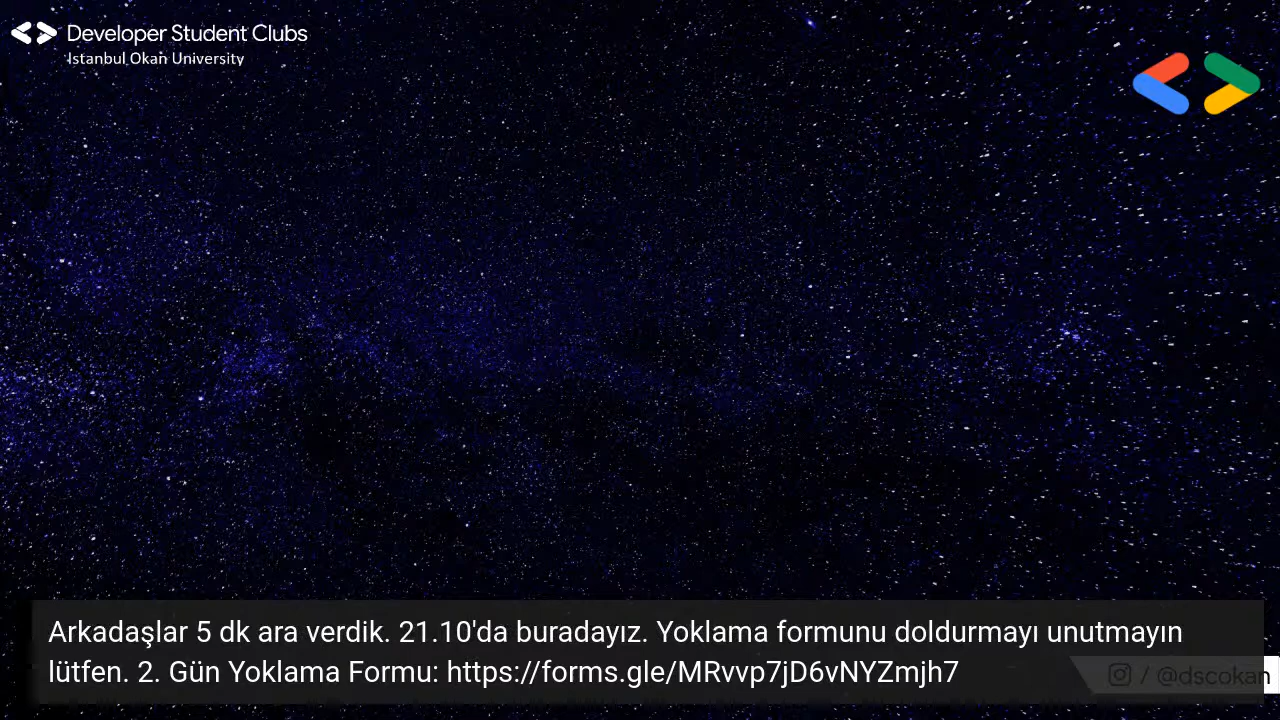 Developer Student Clubs
Istanbul Okan University
Arkadaşlar 5 dk ara verdik. 21.10'da buradayız. Yoklama formunu doldurmayı unutmayın
lütfen. 2. Gün Yoklama Formu: https://forms.gle/MRvvp7jD6vNYZmjh7
/ @dscokan